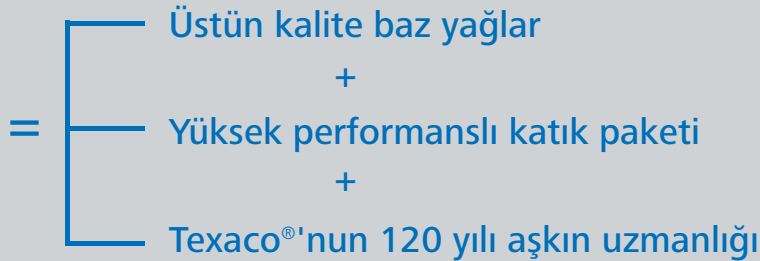 Üstün kalite baz yağlar
+
= Yüksek performanslı katık paketi
+
Texaco®'nun 120 yılı aşkın uzmanlığı